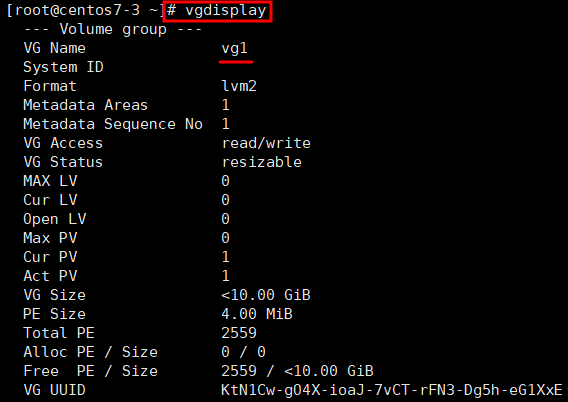 [root@centos7-3 ~]# vgdisplay
--- Volume group ---
VG Name vg1
System ID
Format lvm2
Metadata Areas 1
Metadata Sequence No 1
VG Access read/write
VG Status resizable
MAX LV 0
Cur LV 0
Open LV 0
Max PV 0
Cur PV 1
Act PV 1
VG Size <10.00 GiB
PE Size 4.00 MiB
Total PE 2559
Alloc PE / Size 0 / 0
Free PE / Size 2559 / <10.00 GiB
VG UUID KtN1Cw-gO4X-ioaJ-7vCT-rFN3-Dg5h-eG1XxE